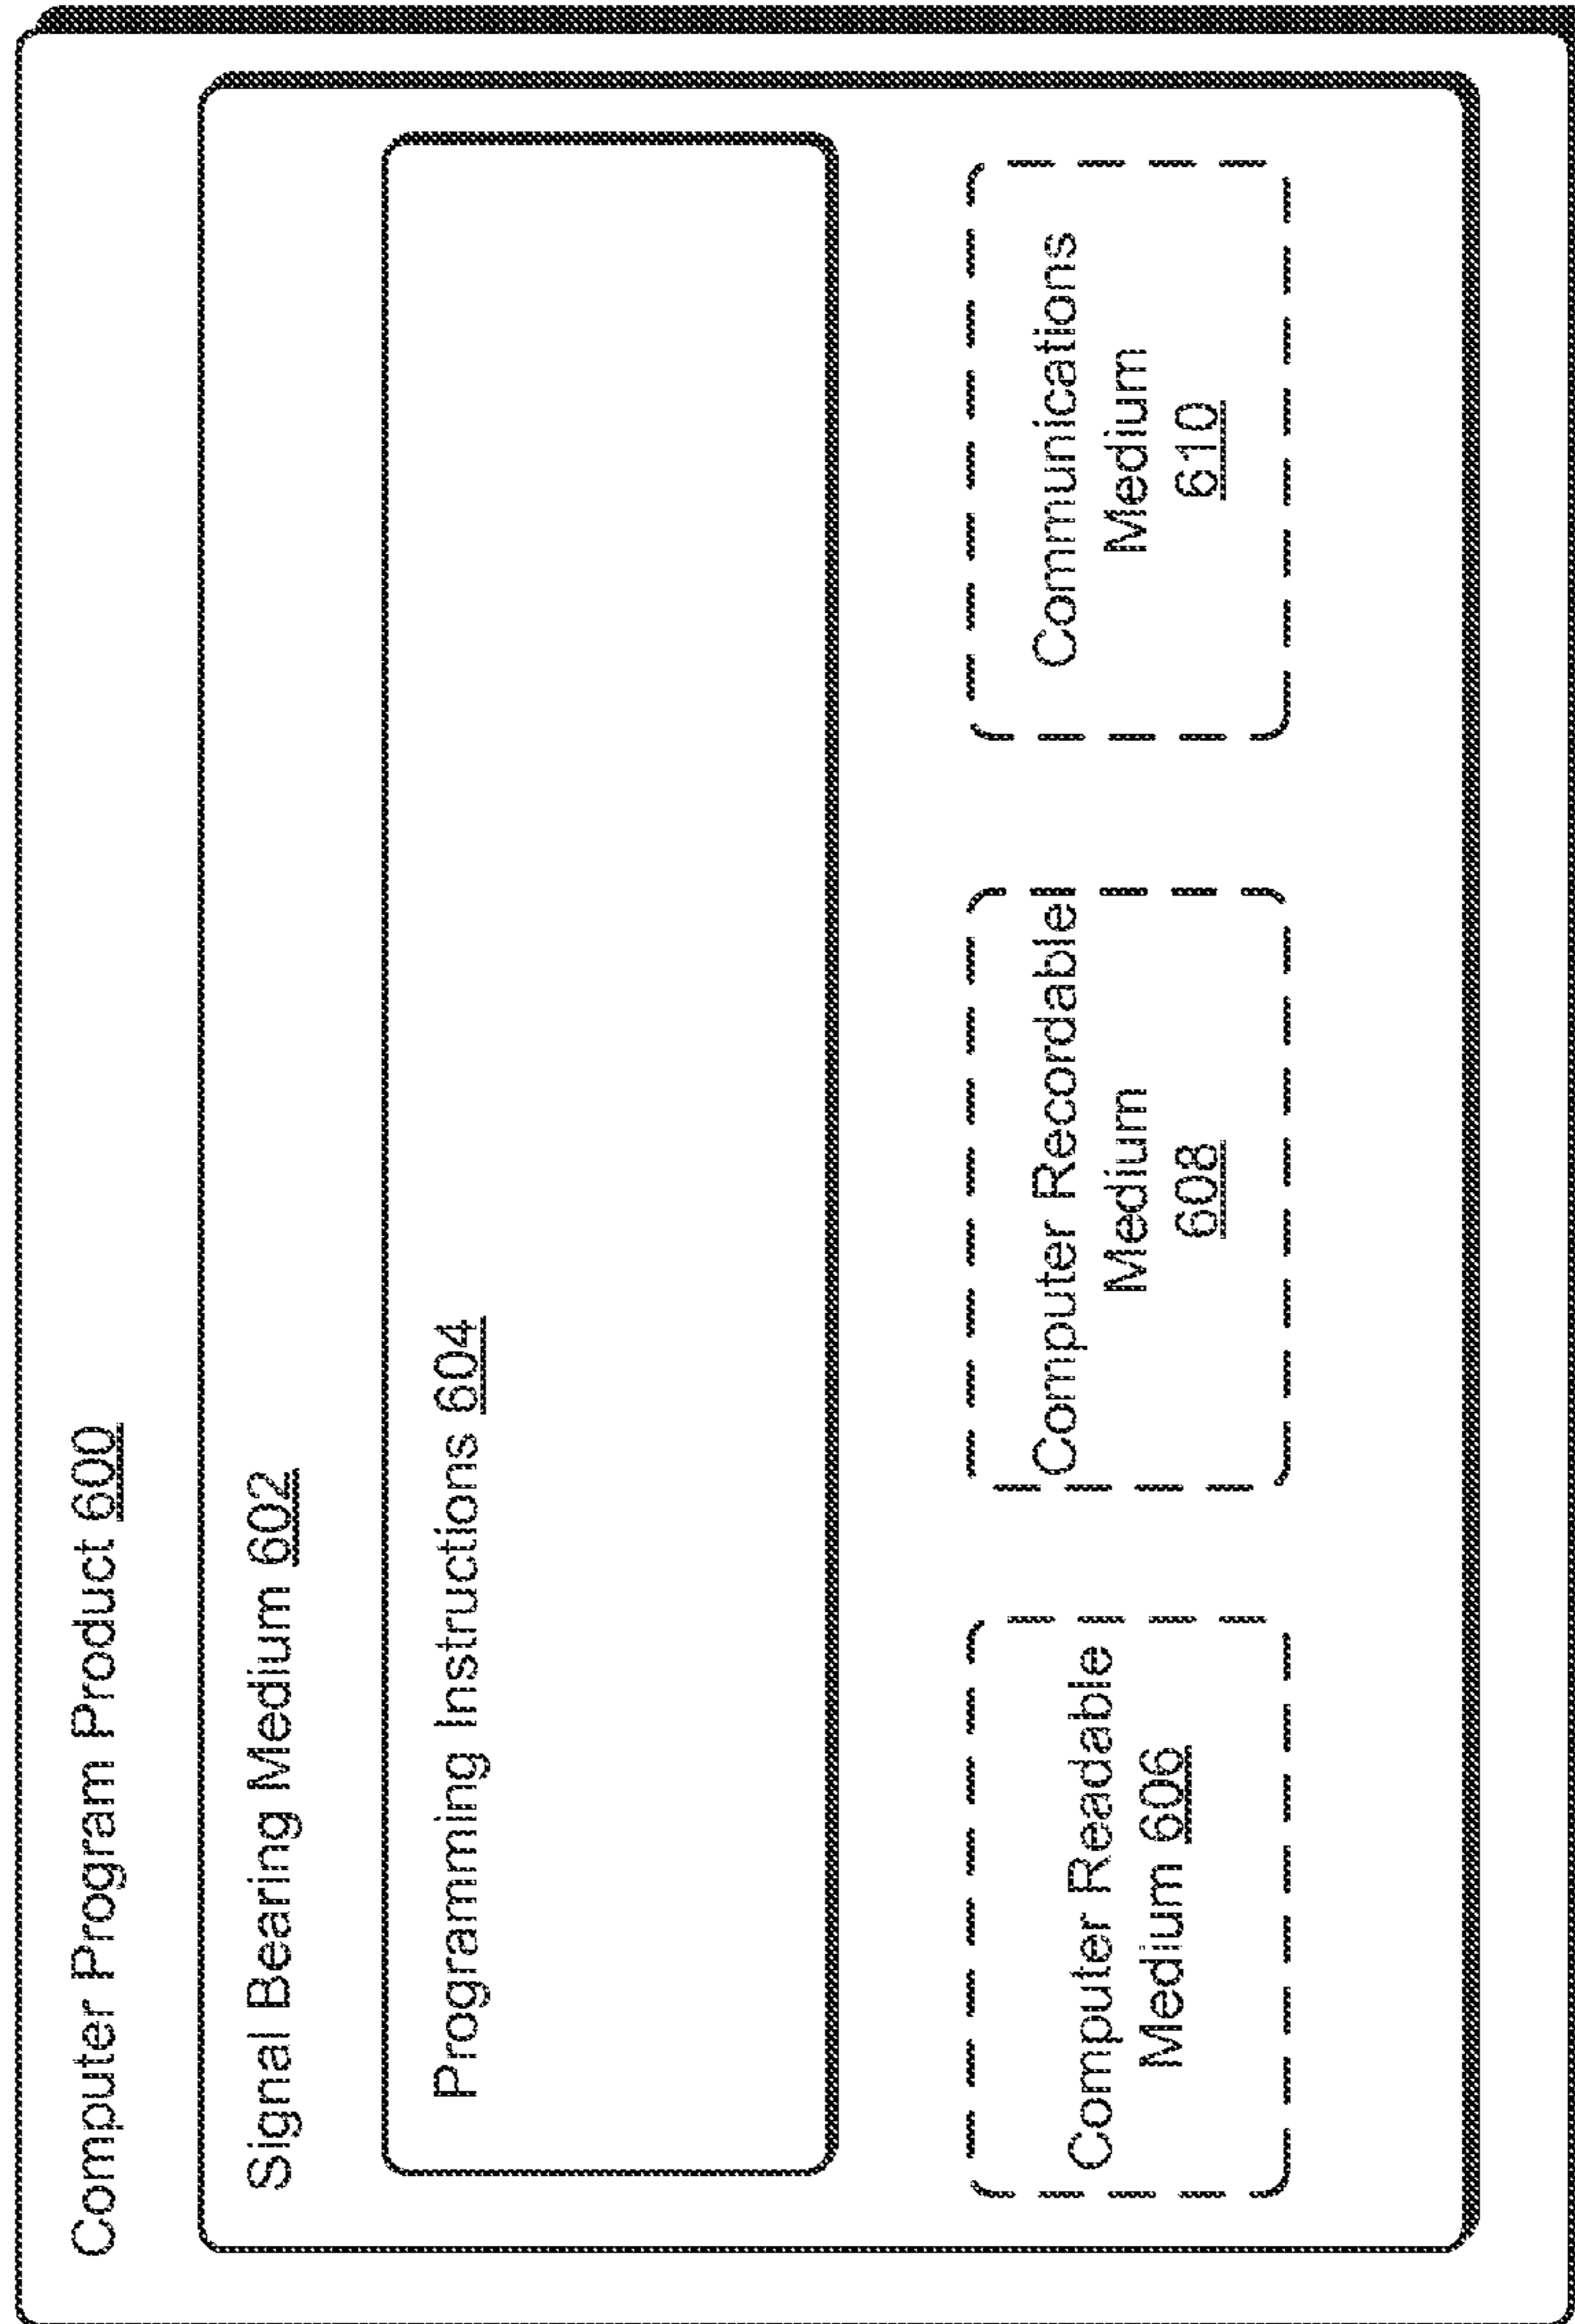 Computer Program Product 600
Signal Bearing Medium 602
Programming Instructions 604
Computer Readable
Medium 606
Computer Recordable
Medium
608
Communications
Medium
610